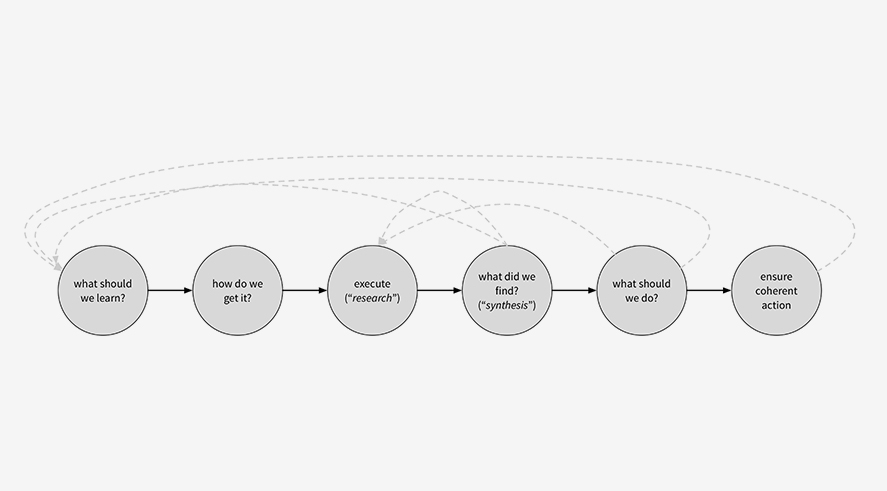 what should
we learn?
how do we
get it?
execute
(“research”)
what did we
find?
(“synthesis”)
what should
we do?
ensure
coherent
action